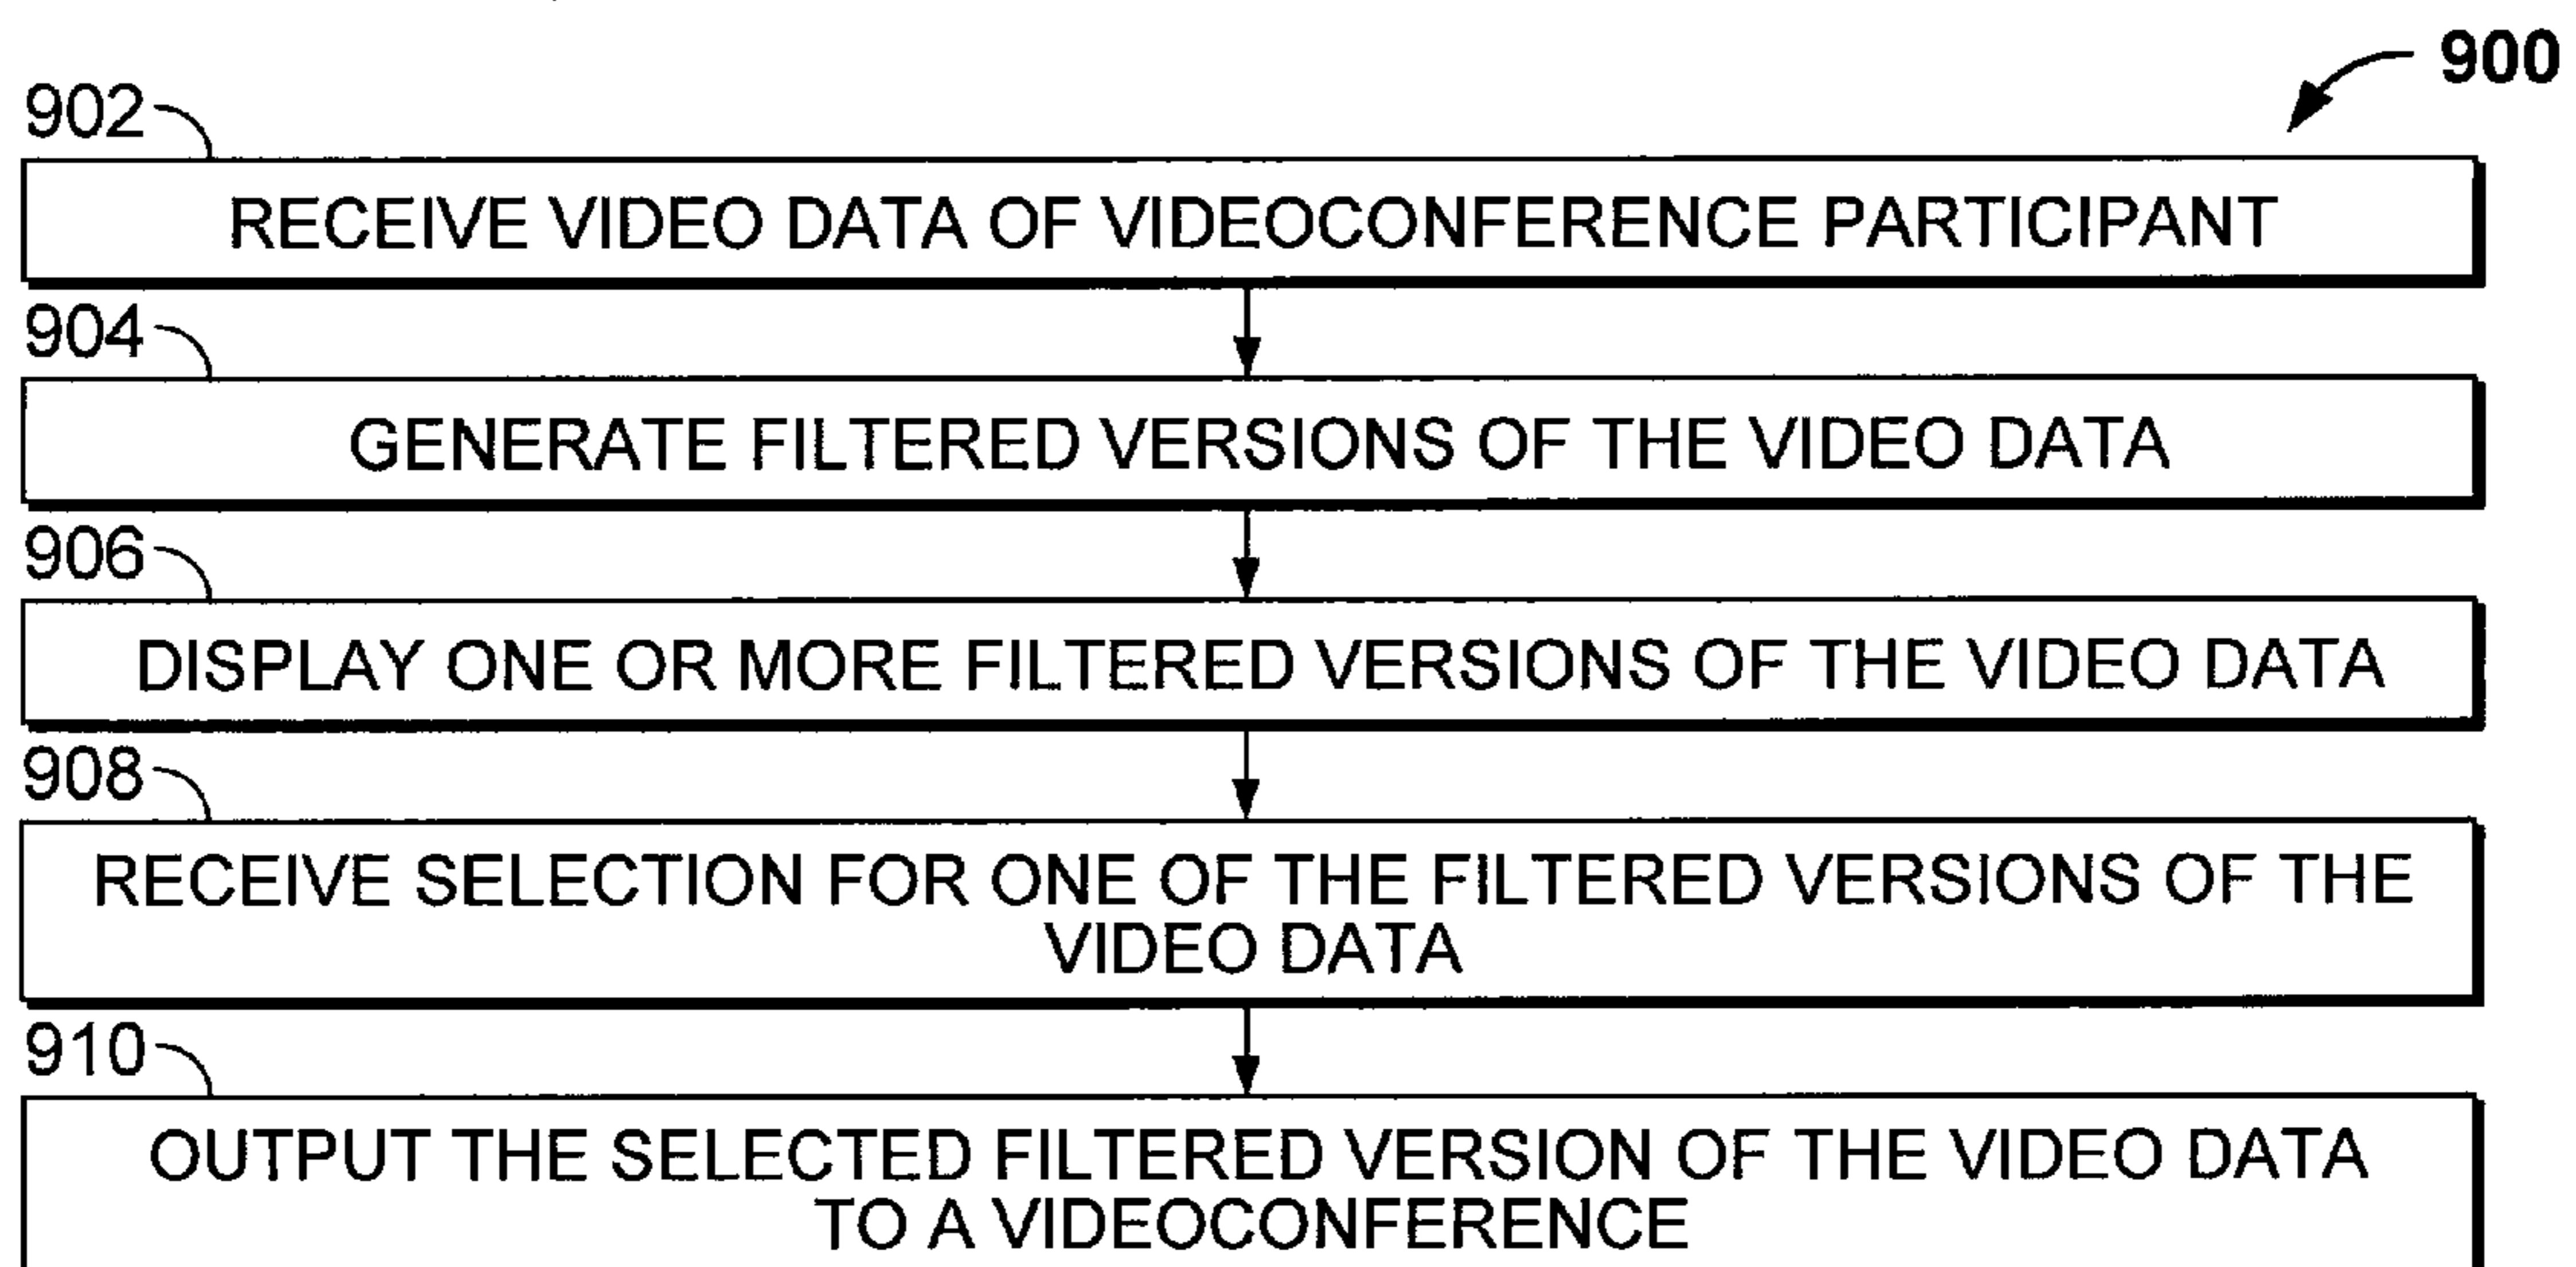 900
902
RECEIVE VIDEO DATA OF VIDEOCONFERENCE PARTICIPANT
904
GENERATE FILTERED VERSIONS OF THE VIDEO DATA
906
DISPLAY ONE OR MORE FILTERED VERSIONS OF THE VIDEO DATA
908
RECEIVE SELECTION FOR ONE OF THE FILTERED VERSIONS OF THE
VIDEO DATA
910
OUTPUT THE SELECTED FILTERED VERSION OF THE VIDEO DATA
TO A VIDEOCONFERENCE